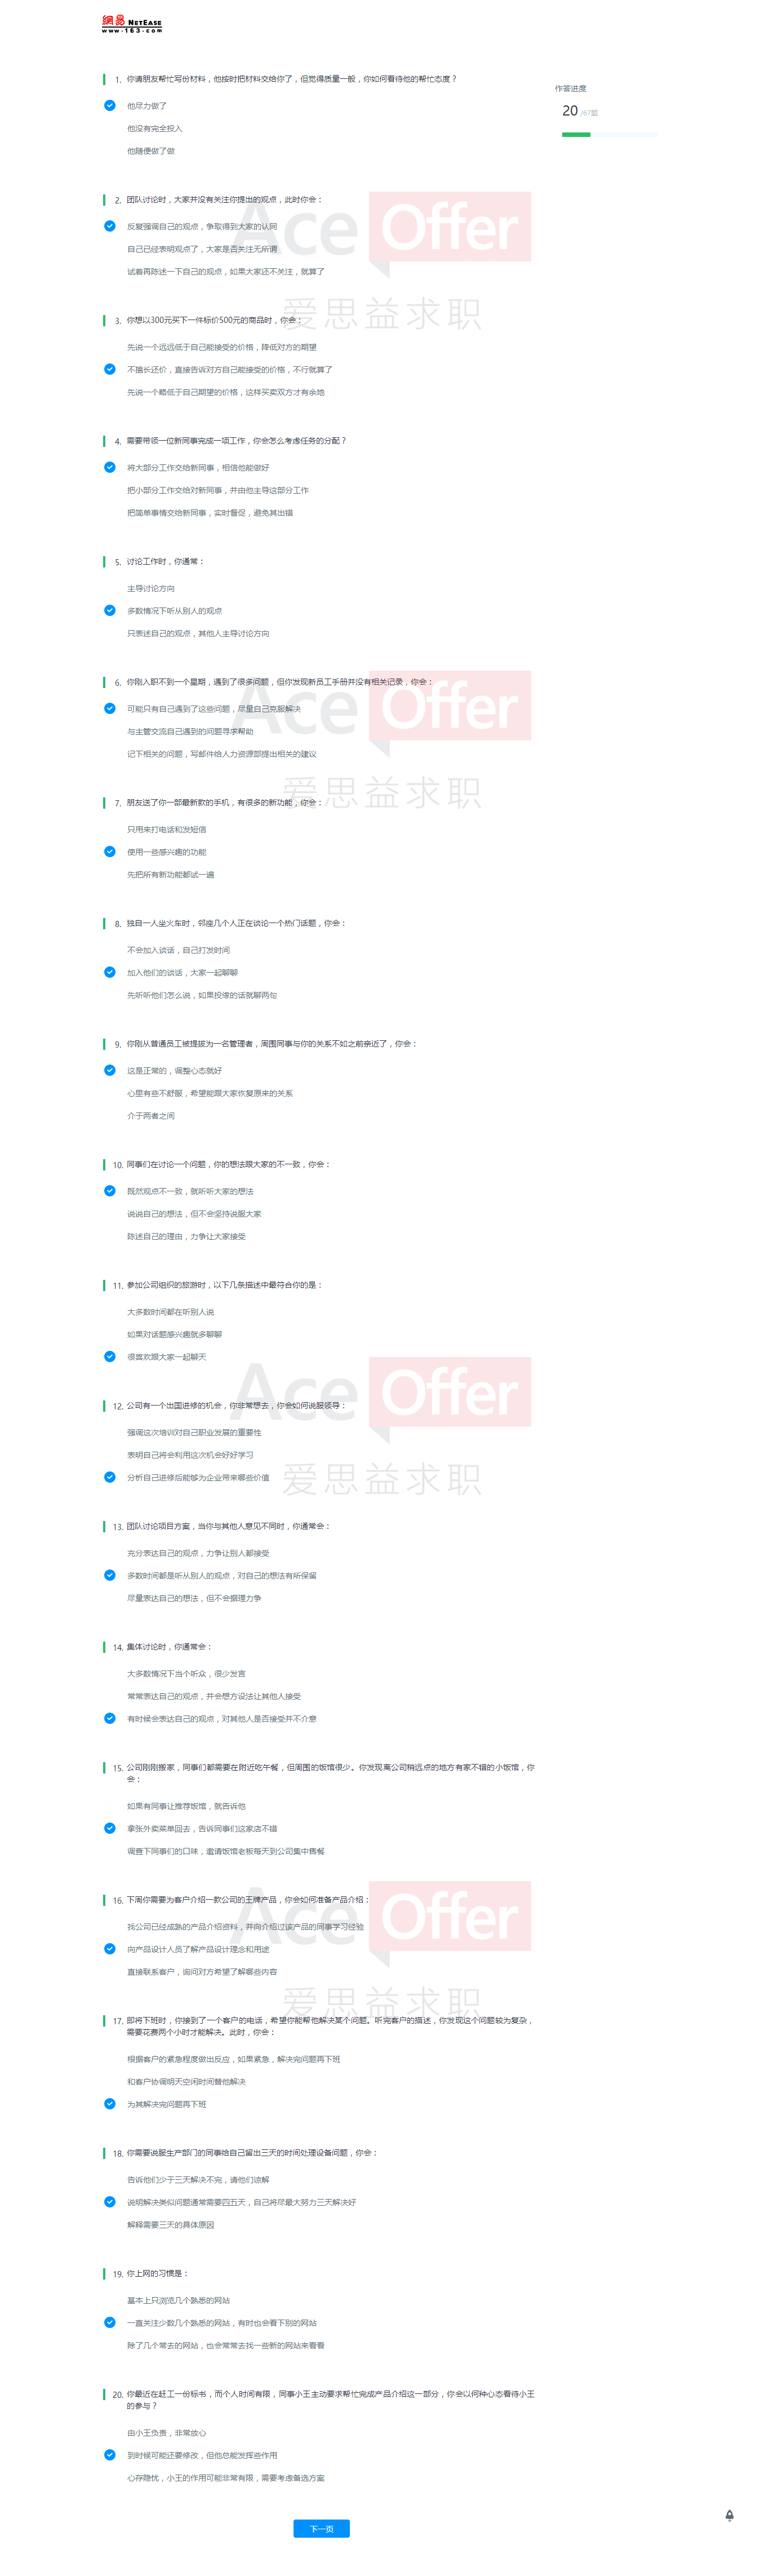 網易 NETEASE
www.163.com
作答进度
20 /67题
1. 你请朋友帮忙写份材料，他按时把材料交给你了，但觉得质量一般，你如何看待他的帮忙态度？
他尽力做了
他没有完全投入
他随便做了做
2. 团队讨论时，大家并没有关注你提出的观点，此时你会：
反复强调自己的观点，争取得到大家的认同
自己已经表明观点了，大家是否关注无所谓
试着再陈述一下自己的观点，如果大家还不关注，就算了
Ace Offer
爱思益求职
3. 你想以300元买下一件标价500元的商品时，你会：
先说一个远远低于自己能接受的价格，降低对方的期望
不擅长还价，直接告诉对方自己能接受的价格，不行就算了
先说一个略低于自己期望的价格，这样买卖双方才有余地
4. 需要带领一位新同事完成一项工作，你会怎么考虑任务的分配？
将大部分工作交给新同事，相信他能做好
把小部分工作交给对新同事，并由他主导这部分工作
把简单事情交给新同事，实时督促，避免其出错
5. 讨论工作时，你通常：
主导讨论方向
多数情况下听从别人的观点
只表述自己的观点，其他人主导讨论方向
6. 你刚入职不到一个星期，遇到了很多问题，但你发现新员工手册并没有相关记录，你会：
可能只有自己遇到了这些问题，尽量自己克服解决
与主管交流自己遇到的问题寻求帮助
记下相关的问题，写邮件给人力资源部提出相关的建议
Ace Offer
爱思益求职
7. 朋友送了你一部最新款的手机，有很多的新功能，你会：
只用来打电话和发短信
使用一些感兴趣的功能
先把所有新功能都试一遍
8. 独自一人坐火车时，邻座几个人正在谈论一个热门话题，你会：
不会加入谈话，自己打发时间
加入他们的谈话，大家一起聊聊
先听听他们怎么说，如果投缘的话就聊两句
9. 你刚从普通员工被提拔为一名管理者，周围同事与你的关系不如之前亲近了，你会：
这是正常的，调整心态就好
心里有些不舒服，希望能跟大家恢复原来的关系
介于两者之间
10. 同事们在讨论一个问题，你的想法跟大家的不一致，你会：
既然观点不一致，就听听大家的想法
说说自己的想法，但不会坚持说服大家
陈述自己的理由，力争让大家接受
11. 参加公司组织的旅游时，以下几条描述中最符合你的是：
大多数时间都在听别人说
如果对话题感兴趣就多聊聊
很喜欢跟大家一起聊天
Ace Offer
爱思益求职
12. 公司有一个出国进修的机会，你非常想去，你会如何说服领导：
强调这次培训对自己职业发展的重要性
表明自己将会利用这次机会好好学习
分析自己进修后能够为企业带来哪些价值
13. 团队讨论项目方案，当你与其他人意见不同时，你通常会：
充分表达自己的观点，力争让别人都接受
多数时间都是听从别人的观点，对自己的想法有所保留
尽量表达自己的想法，但不会据理力争
14. 集体讨论时，你通常会：
大多数情况下当个听众，很少发言
常常表达自己的观点，并会想方设法让其他人接受
有时候会表达自己的观点，对其他人是否接受并不介意
15. 公司刚刚搬家，同事们都需要在附近吃午餐，但周围的饭馆很少。你发现离公司稍远点的地方有家不错的小饭馆，你
会：
如果有同事让推荐饭馆，就告诉他
拿张外卖菜单回去，告诉同事们这家店不错
调查下同事们的口味，邀请饭馆老板每天到公司集中售餐
16. 下周你需要为客户介绍一款公司的王牌产品，你会如何准备产品介绍：
找公司已经成熟的产品介绍资料，并向介绍过该产品的同事学习经验
向产品设计人员了解产品设计理念和用途
直接联系客户，询问对方希望了解哪些内容
Ace Offer
爱思益求职
17. 即将下班时，你接到了一个客户的电话，希望你能帮他解决某个问题。听完客户的描述，你发现这个问题较为复杂，
需要花费两个小时才能解决。此时，你会：
根据客户的紧急程度做出反应，如果紧急，解决完问题再下班
和客户协调明天空闲时间替他解决
为其解决完问题再下班
18. 你需要说服生产部门的同事给自己留出三天的时间处理设备问题，你会：
告诉他们少于三天解决不完，请他们谅解
说明解决类似问题通常需要四五天，自己将尽最大努力三天解决好
解释需要三天的具体原因
19. 你上网的习惯是：
基本上只浏览几个熟悉的网站
一直关注少数几个熟悉的网站，有时也会看下别的网站
除了几个常去的网站，也会常常去找一些新的网站来看看
20. 你最近在赶工一份标书，而个人时间有限，同事小王主动要求帮忙完成产品介绍这一部分，你会以何种心态看待小王
的参与？
由小王负责，非常放心
到时候可能还要修改，但他总能发挥些作用
心存隐忧，小王的作用可能非常有限，需要考虑备选方案
下一页